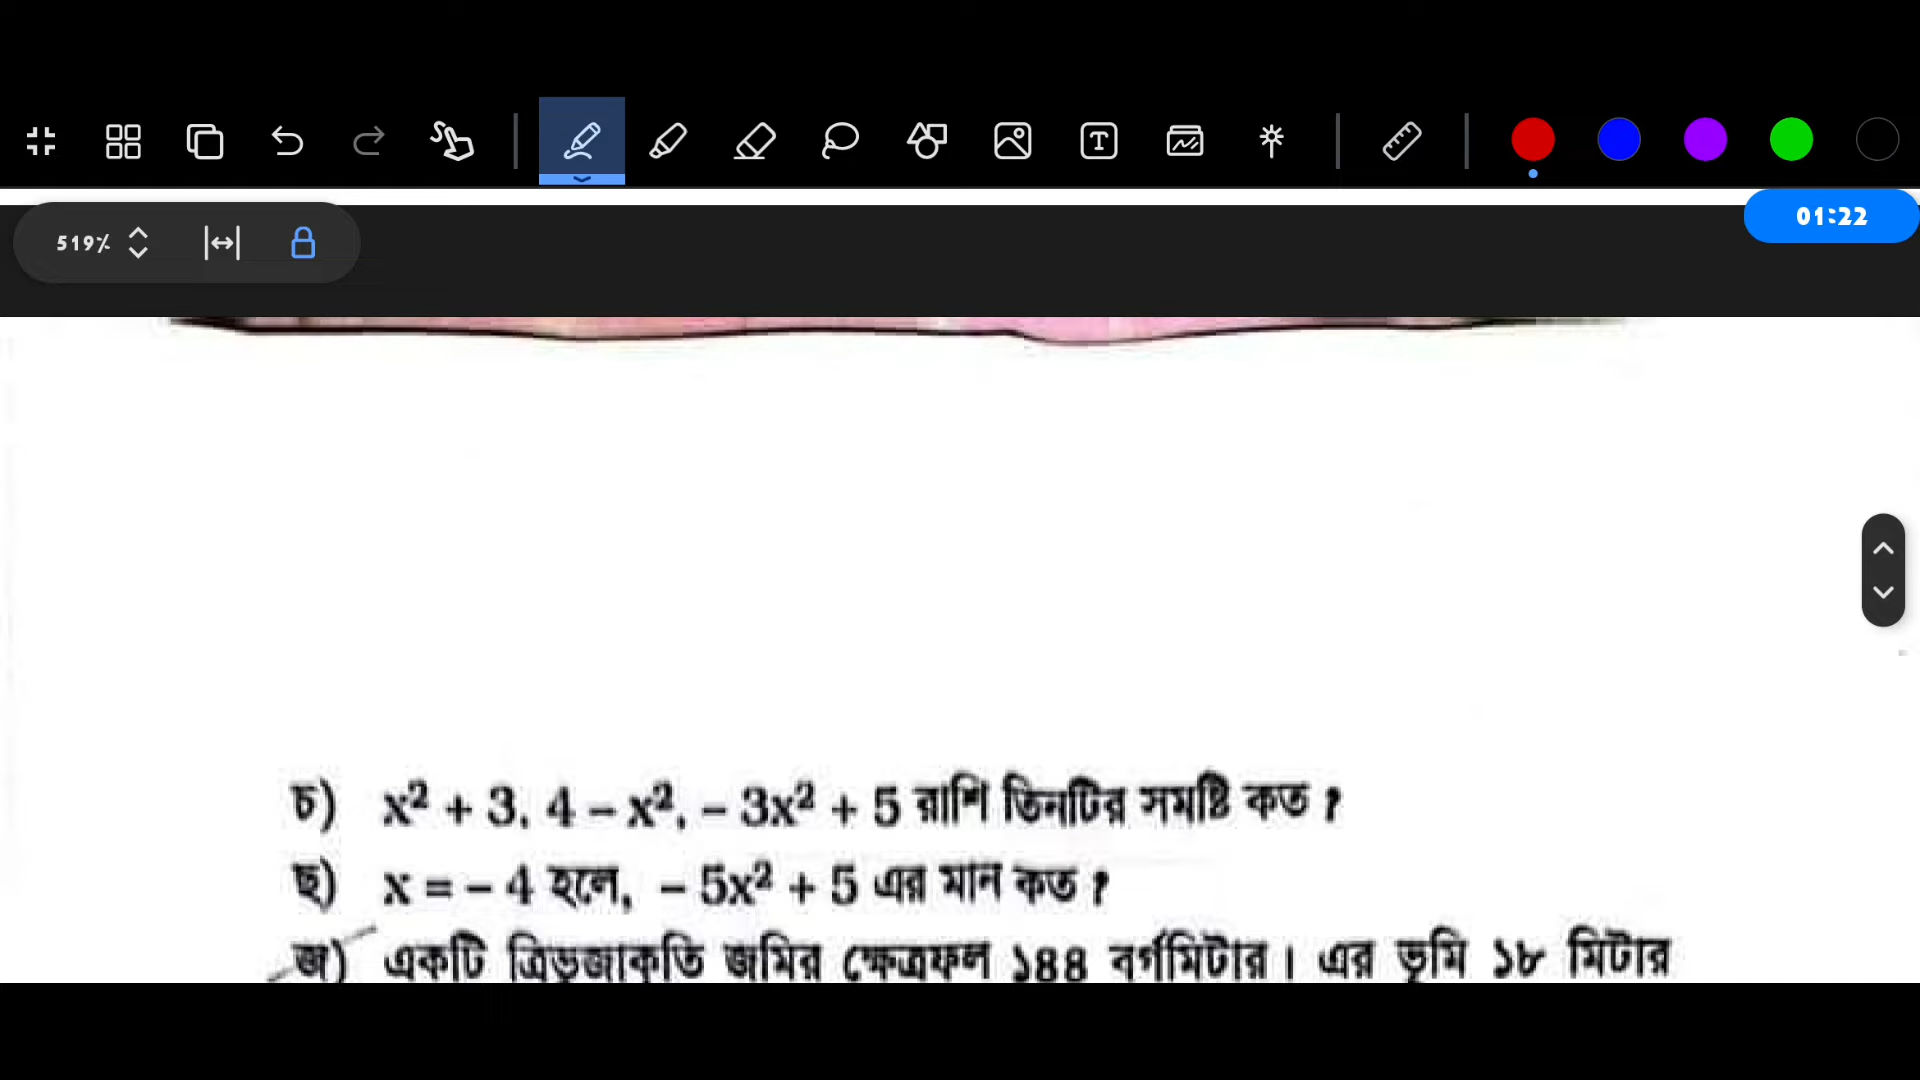 519%
01:22
চ) x² + 3, 4 – x², – 3x² + 5 রাশি তিনটির সমষ্টি কত ?
ছ) x = – 4 হলে, – 5x² + 5 এর মান কত ?
জ) একটি ত্রিভুজাকৃতি জমির ক্ষেত্রফল ১৪৪ বর্গমিটার। এর ভূমি ১৮ মিটার